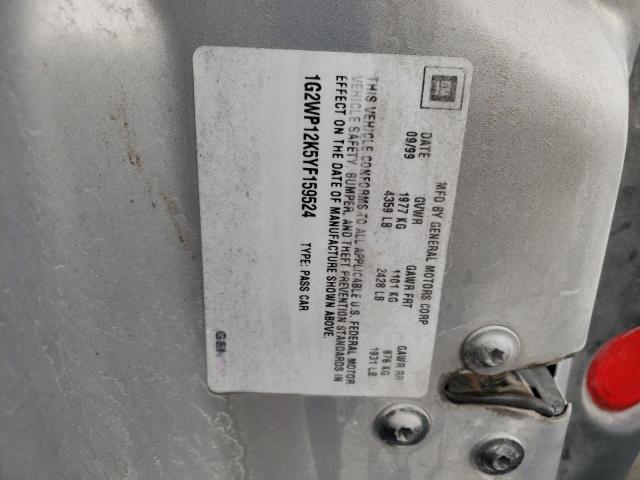 GM
MFD BY GENERAL MOTORS CORP
DATE GVWR GAWR FRT GAWR RR
09/99 1977 KG 1101 KG 876 KG
4359 LB 2428 LB 1931 LB
THIS VEHICLE CONFORMS TO ALL APPLICABLE U.S. FEDERAL MOTOR
VEHICLE SAFETY, BUMPER, AND THEFT PREVENTION STANDARDS IN
EFFECT ON THE DATE OF MANUFACTURE SHOWN ABOVE.
1G2WP12K5YF159524 TYPE: PASS CAR